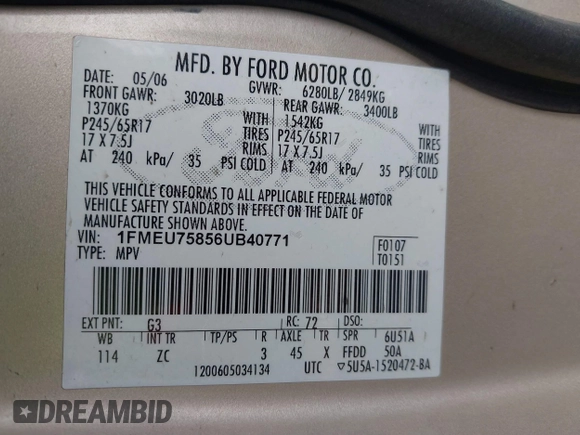 MFD. BY FORD MOTOR CO.
DATE: 05/06 GVWR: 6280LB/ 2849KG
FRONT GAWR: 3020LB REAR GAWR: 3400LB
1370KG WITH 1542KG WITH
P245/65R17 TIRES P245/65R17 TIRES
17 X 7.5J RIMS 17 X 7.5J RIMS
AT 240 kPa/ 35 PSI COLD AT 240 kPa/ 35 PSI COLD
THIS VEHICLE CONFORMS TO ALL APPLICABLE FEDERAL MOTOR
VEHICLE SAFETY STANDARDS IN EFFECT ON THE DATE OF
MANUFACTURE SHOWN ABOVE.
VIN: 1FMEU75856UB40771 F0107
TYPE: MPV T0151
EXT PNT: G3 RC: 72 DSO:
WB INT TR TP/PS R AXLE TR SPR 6U51A
114 ZC 3 45 X FFDD 50A
1200605034134 UTC ▽5U5A-1520472-BA
DREAMBID